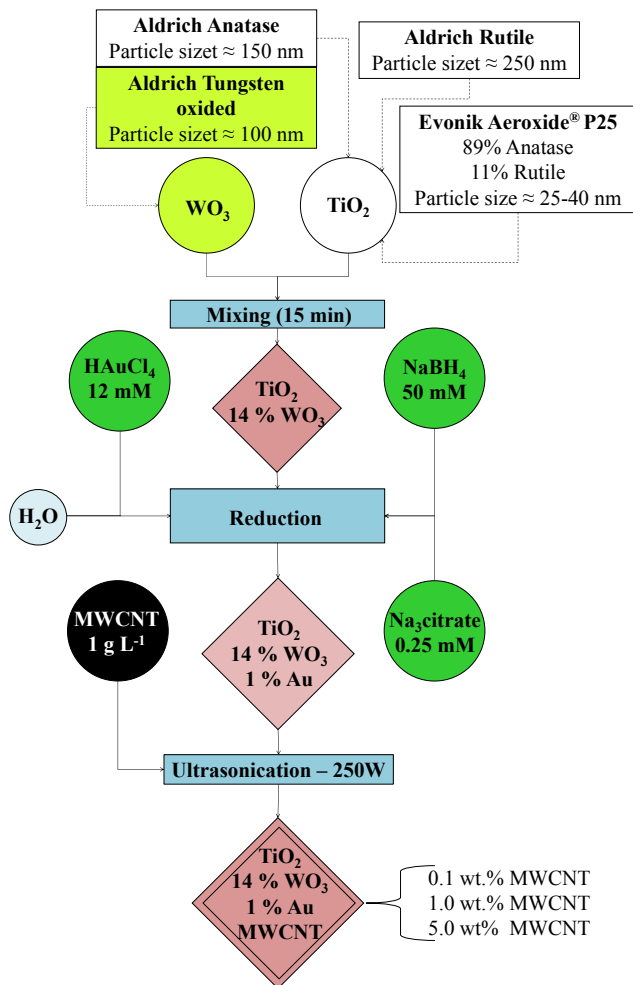 Aldrich Anatase
Particle sizet ≈ 150 nm
Aldrich Tungsten
oxided
Particle sizet ≈ 100 nm
Aldrich Rutile
Particle sizet ≈ 250 nm
Evonik Aeroxide® P25
89% Anatase
11% Rutile
Particle size ≈ 25-40 nm
WO₃
TiO₂
Mixing (15 min)
HAuCl₄
12 mM
TiO₂
14 % WO₃
NaBH₄
50 mM
H₂O
Reduction
MWCNT
1 g L⁻¹
TiO₂
14 % WO₃
1 % Au
Na₃citrate
0.25 mM
Ultrasonication – 250W
TiO₂
14 % WO₃
1 % Au
MWCNT
0.1 wt.% MWCNT
1.0 wt.% MWCNT
5.0 wt%  MWCNT